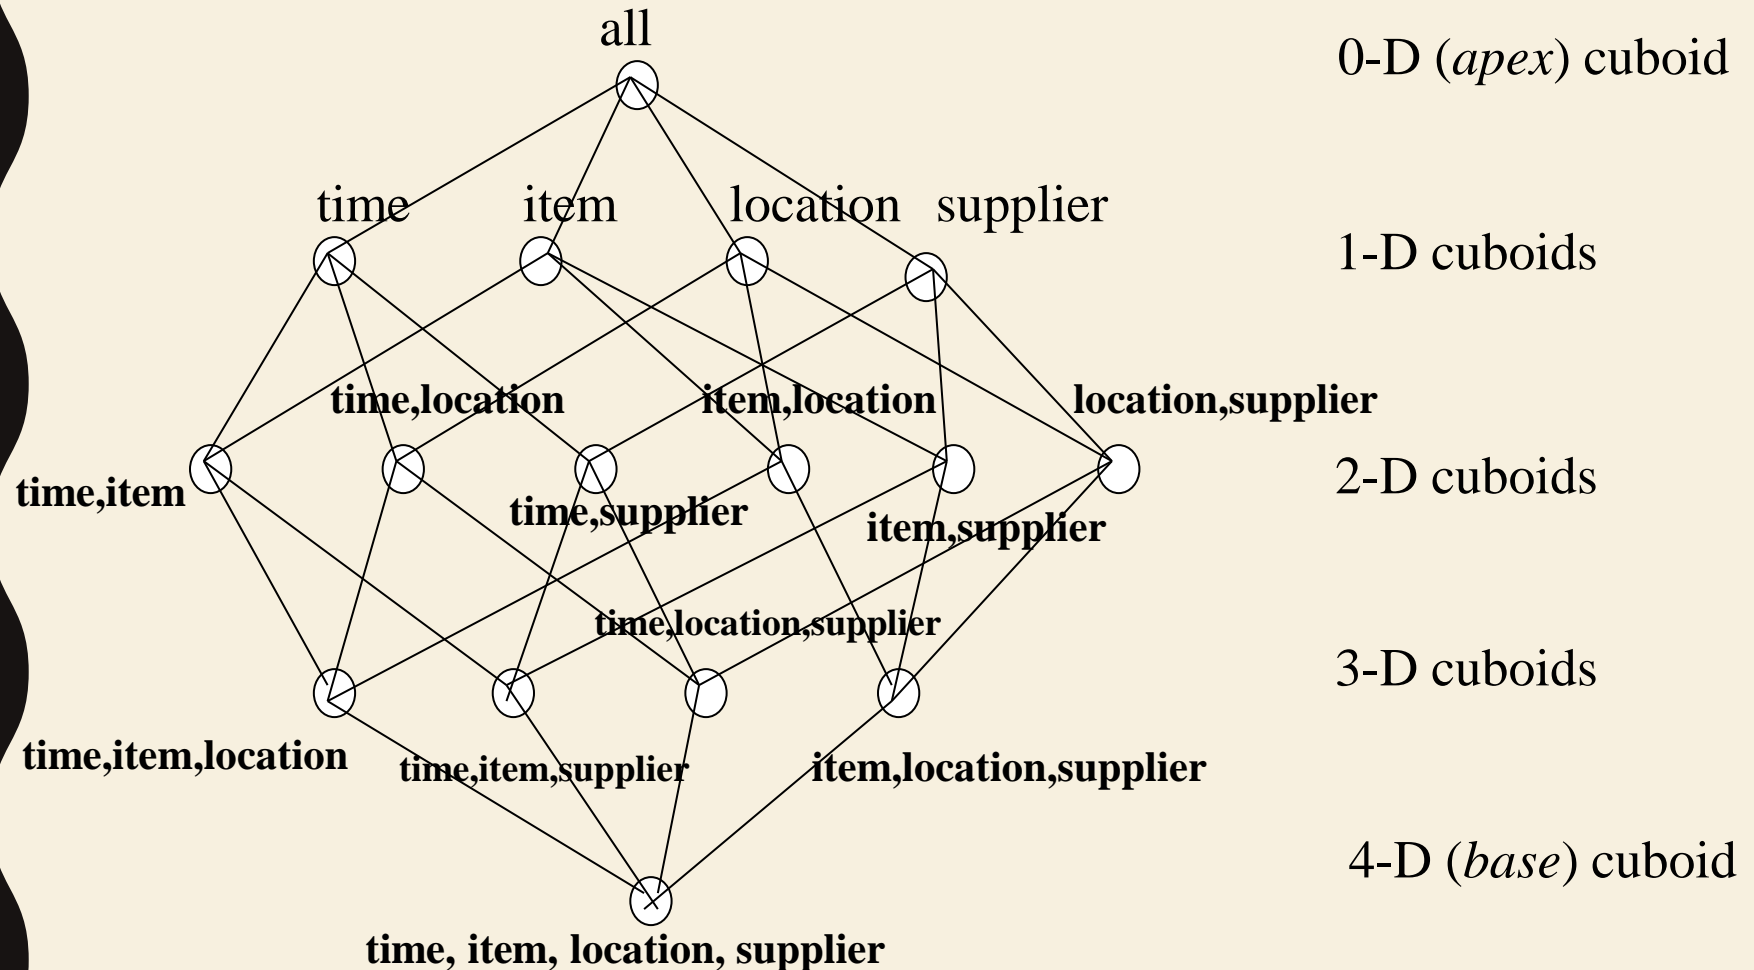 all
0-D (apex) cuboid
time item location supplier
1-D cuboids
time,location item,location location,supplier
2-D cuboids
time,item
time,supplier
item,supplier
time,location,supplier
3-D cuboids
time,item,location
time,item,supplier
item,location,supplier
4-D (base) cuboid
time, item, location, supplier